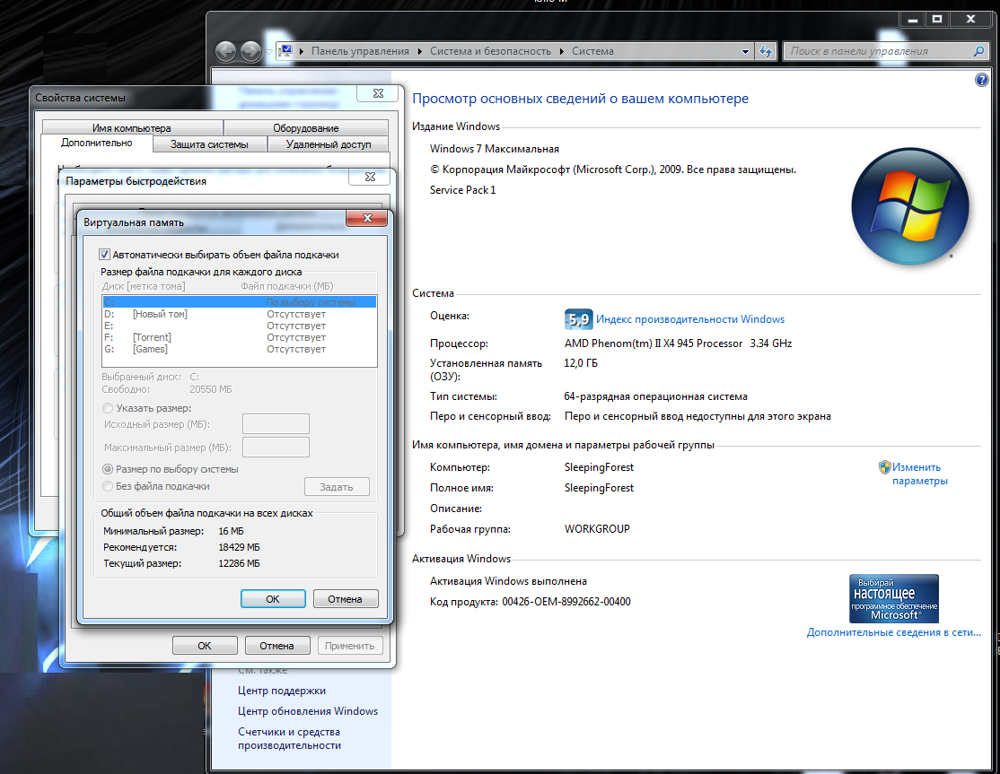 Панель управления
Система и безопасность
Система
Поиск в панели управления
Просмотр основных сведений о вашем компьютере
Издание Windows
Windows 7 Максимальная
© Корпорация Майкрософт (Microsoft Corp.), 2009. Все права защищены.
Service Pack 1
Система
Оценка:
5,9 Индекс производительности Windows
Процессор:
AMD Phenom(tm) II X4 945 Processor 3.34 GHz
Установленная память
(ОЗУ):
12,0 ГБ
Тип системы:
64-разрядная операционная система
Перо и сенсорный ввод:
Перо и сенсорный ввод недоступны для этого экрана
Имя компьютера, имя домена и параметры рабочей группы
Компьютер:
SleepingForest
Изменить
параметры
Полное имя:
SleepingForest
Описание:
Рабочая группа:
WORKGROUP
Активация Windows
Активация Windows выполнена
Код продукта: 00426-OEM-8992662-00400
Выбирай
настоящее
программное обеспечение
Microsoft®
Дополнительные сведения в сети...
См. также
Центр поддержки
Центр обновления Windows
Счетчики и средства
производительности
Свойства системы
Имя компьютера
Оборудование
Дополнительно
Защита системы
Удаленный доступ
Параметры быстродействия
Виртуальная память
Автоматически выбирать объем файла подкачки
Размер файла подкачки для каждого диска
Диск [метка тома]
Файл подкачки (МБ)
C: По выбору системы
D: [Новый том] Отсутствует
E: Отсутствует
F: [Torrent] Отсутствует
G: [Games] Отсутствует
Выбранный диск: C:
Свободно: 20550 МБ
Указать размер:
Исходный размер (МБ):
Максимальный размер (МБ):
Размер по выбору системы
Без файла подкачки
Задать
Общий объем файла подкачки на всех дисках
Минимальный размер: 16 МБ
Рекомендуется: 18429 МБ
Текущий размер: 12286 МБ
ОК
Отмена
ОК
Отмена
Применить